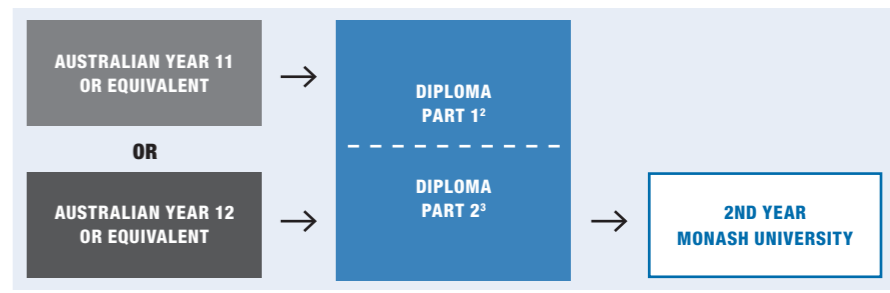 AUSTRALIAN YEAR 11
OR EQUIVALENT
OR
AUSTRALIAN YEAR 12
OR EQUIVALENT
DIPLOMA
PART 1²
DIPLOMA
PART 2³
2ND YEAR
MONASH UNIVERSITY